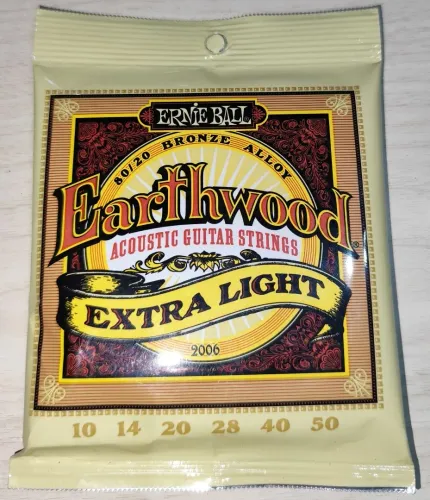 ERNIE BALL
80/20 BRONZE ALLOY
Earthwood®
ACOUSTIC GUITAR STRINGS
EXTRA LIGHT
2006
10 14 20 28 40 50